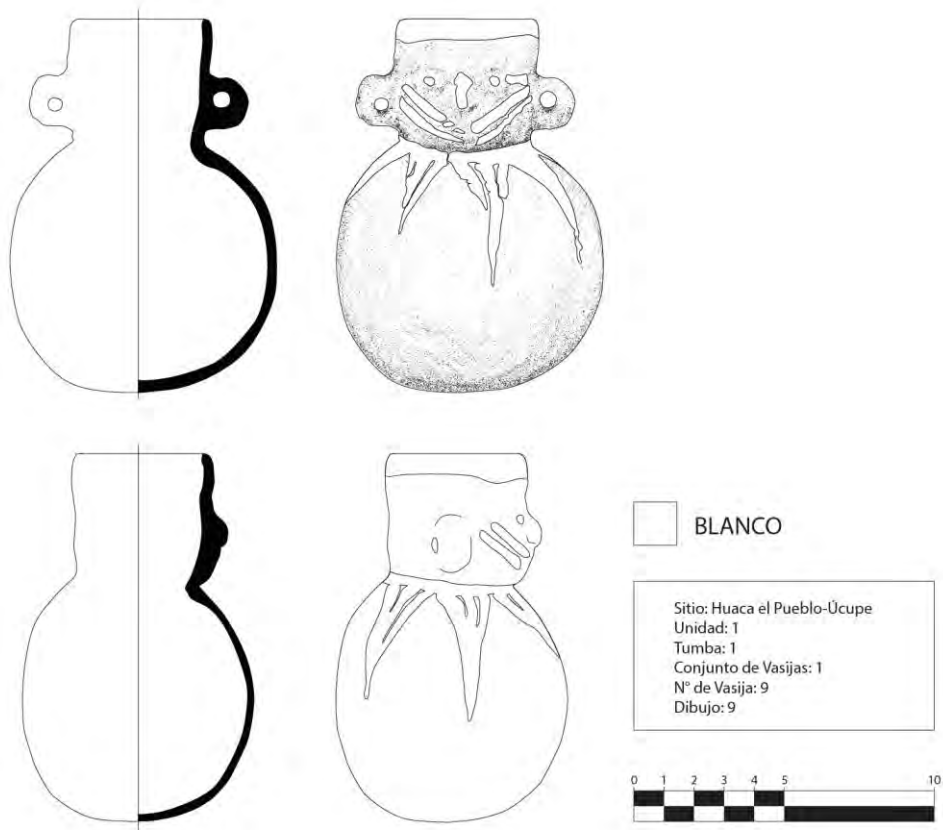 BLANCO
Sitio: Huaca el Pueblo-Úcupe
Unidad: 1
Tumba: 1
Conjunto de Vasijas: 1
N° de Vasija: 9
Dibujo: 9
0 1 2 3 4 5 10